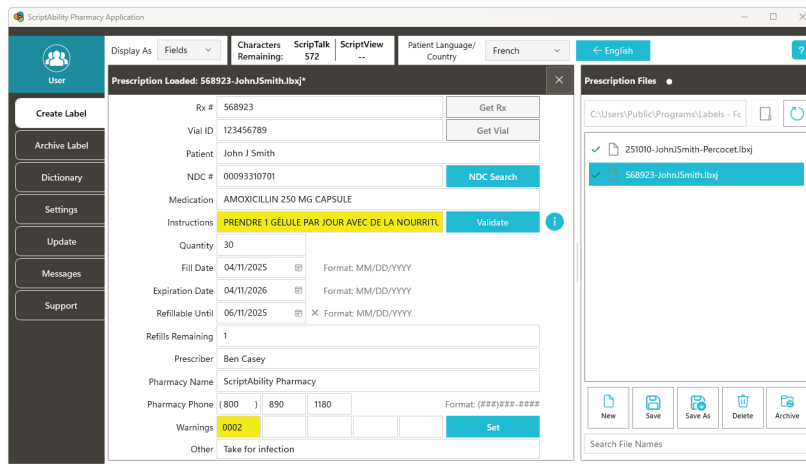 ScriptAbility Pharmacy Application
User
Create Label
Archive Label
Dictionary
Settings
Update
Messages
Support
Display As Fields
Characters Remaining: ScripTalk 572 ScriptView --
Patient Language/ Country French
← English
?
Prescription Loaded: 568923-JohnJSmith.lbxj*
Rx # 568923 Get Rx
Vial ID 123456789 Get Vial
Patient John J Smith
NDC # 00093310701 NDC Search
Medication AMOXICILLIN 250 MG CAPSULE
Instructions PRENDRE 1 GÉLULE PAR JOUR AVEC DE LA NOURRITU Validate i
Quantity 30
Fill Date 04/11/2025 Format: MM/DD/YYYY
Expiration Date 04/11/2026 Format: MM/DD/YYYY
Refillable Until 06/11/2025 Format: MM/DD/YYYY
Refills Remaining 1
Prescriber Ben Casey
Pharmacy Name ScriptAbility Pharmacy
Pharmacy Phone (800 ) 890 1180 Format: (###)###-####
Warnings 0002 Set
Other Take for infection
Prescription Files
C:\Users\Public\Programs\Labels - Fo
251010-JohnJSmith-Percocet.lbxj
568923-JohnJSmith.lbxj
New Save Save As Delete Archive
Search File Names